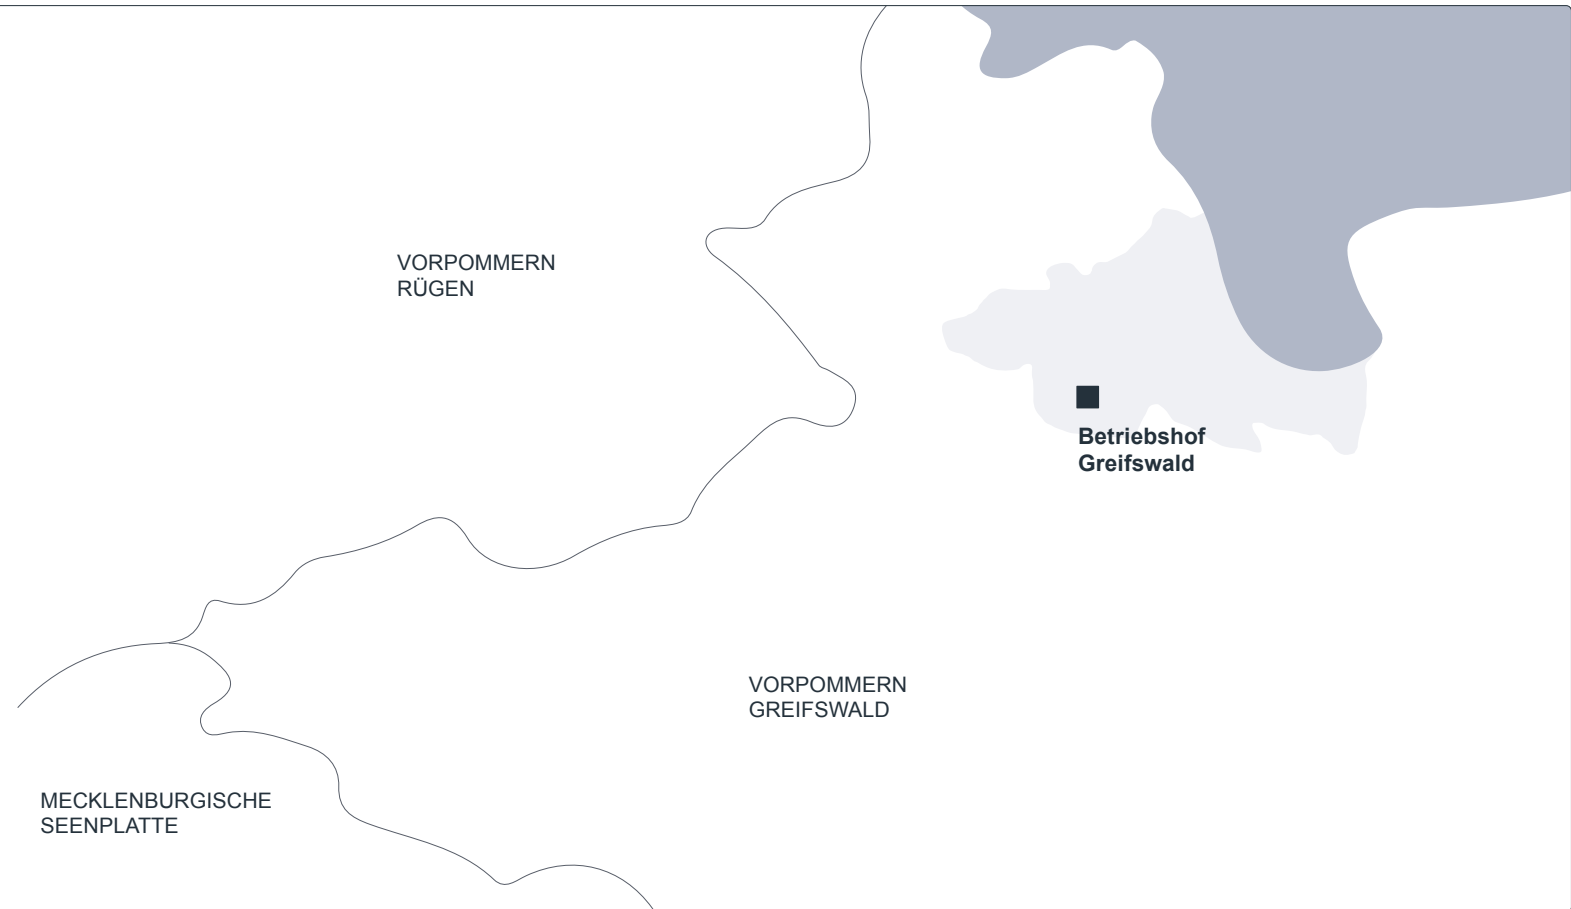 VORPOMMERN
RÜGEN
Betriebshof
Greifswald
VORPOMMERN
GREIFSWALD
MECKLENBURGISCHE
SEENPLATTE